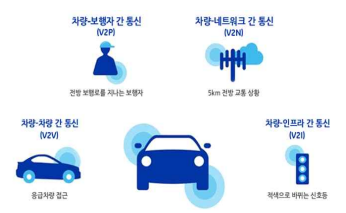 차량-보행자 간 통신
(V2P)
전방 보행로를 지나는 보행자
차량-네트워크 간 통신
(V2N)
5km 전방 교통 상황
차량-차량 간 통신
(V2V)
응급차량 접근
차량-인프라 간 통신
(V2I)
적색으로 바뀌는 신호등